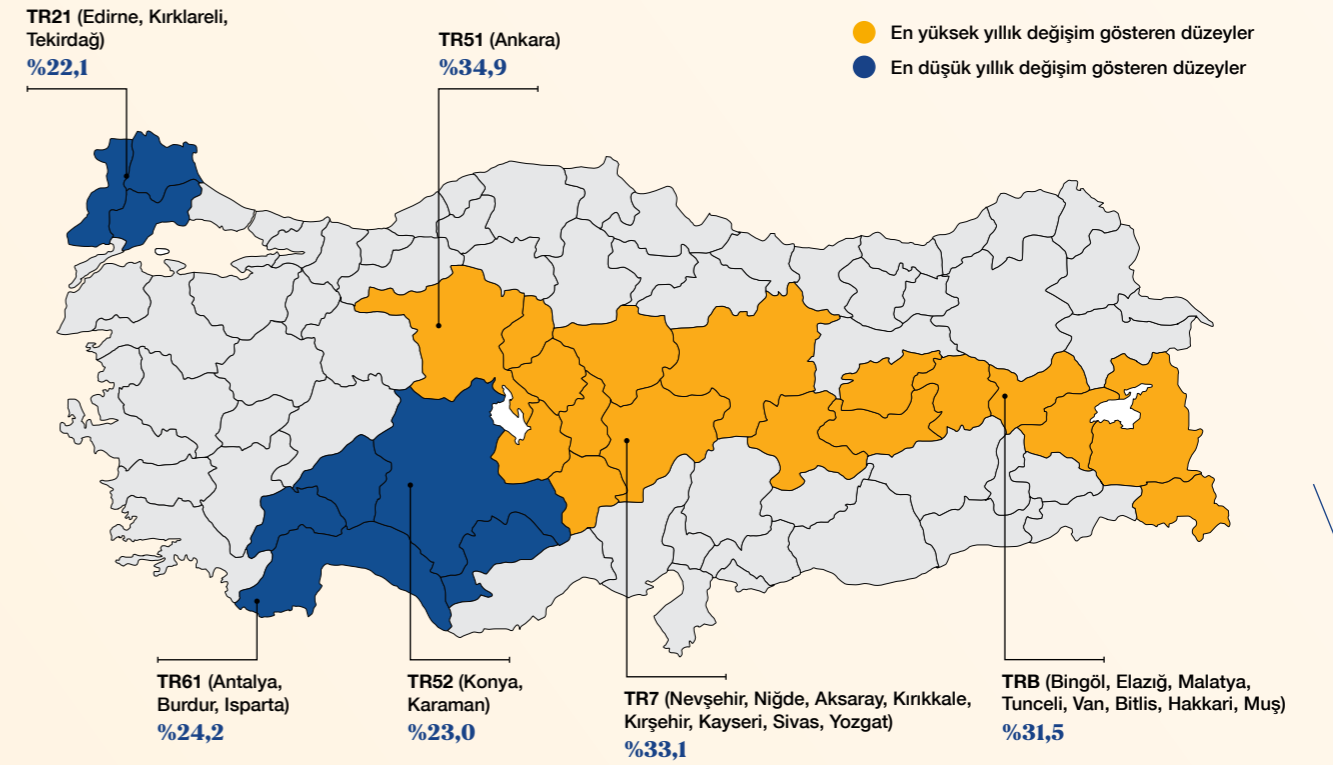 TR21 (Edirne, Kırklareli,
Tekirdağ)
%22,1
TR51 (Ankara)
%34,9
En yüksek yıllık değişim gösteren düzeyler
En düşük yıllık değişim gösteren düzeyler
TR61 (Antalya,
Burdur, Isparta)
%24,2
TR52 (Konya,
Karaman)
%23,0
TR7 (Nevşehir, Niğde, Aksaray, Kırıkkale,
Kırşehir, Kayseri, Sivas, Yozgat)
%33,1
TRB (Bingöl, Elazığ, Malatya,
Tunceli, Van, Bitlis, Hakkari, Muş)
%31,5